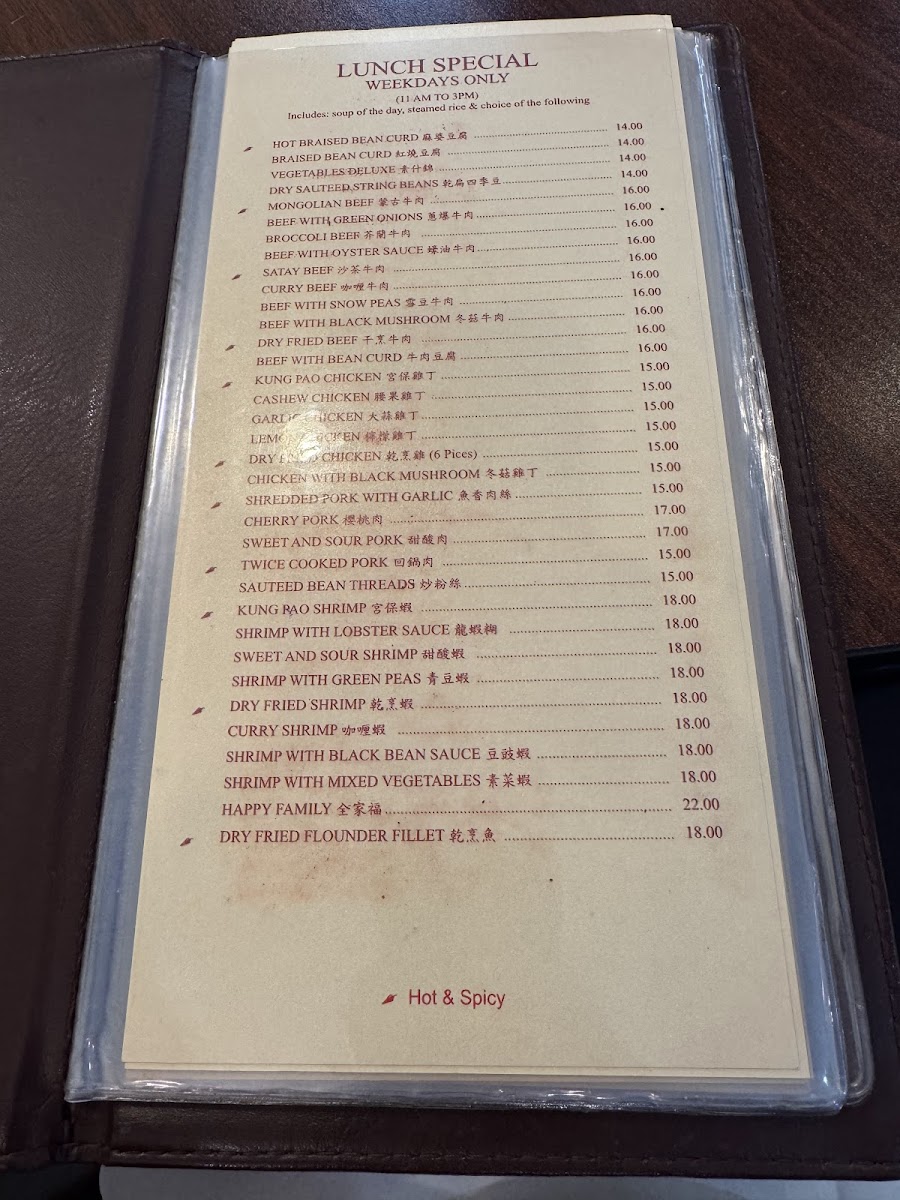 LUNCH SPECIAL
WEEKDAYS ONLY
(11 AM TO 3PM)
Includes: soup of the day, steamed rice & choice of the following
HOT BRAISED BEAN CURD 麻婆豆腐 14.00
BRAISED BEAN CURD 紅燒豆腐 14.00
VEGETABLES DELUXE 素什錦 14.00
DRY SAUTEED STRING BEANS 乾扁四季豆 14.00
MONGOLIAN BEEF 蒙古牛肉 16.00
BEEF WITH GREEN ONIONS 蔥爆牛肉 16.00
BROCCOLI BEEF 芥蘭牛肉 16.00
BEEF WITH OYSTER SAUCE 蠔油牛肉 16.00
SATAY BEEF 沙茶牛肉 16.00
CURRY BEEF 咖喱牛肉 16.00
BEEF WITH SNOW PEAS 雪豆牛肉 16.00
BEEF WITH BLACK MUSHROOM 冬菇牛肉 16.00
DRY FRIED BEEF 干烹牛肉 16.00
BEEF WITH BEAN CURD 牛肉豆腐 16.00
KUNG PAO CHICKEN 宮保雞丁 15.00
CASHEW CHICKEN 腰果雞丁 15.00
GARLIC CHICKEN 大蒜雞丁 15.00
LEMON CHICKEN 檸檬雞丁 15.00
DRY FRIED CHICKEN 乾烹雞 (6 Pices) 15.00
CHICKEN WITH BLACK MUSHROOM 冬菇雞丁 15.00
SHREDDED PORK WITH GARLIC 魚香肉絲 15.00
CHERRY PORK 櫻桃肉 17.00
SWEET AND SOUR PORK 甜酸肉 17.00
TWICE COOKED PORK 回鍋肉 15.00
SAUTEED BEAN THREADS 炒粉絲 15.00
KUNG PAO SHRIMP 宮保蝦 18.00
SHRIMP WITH LOBSTER SAUCE 龍蝦糊 18.00
SWEET AND SOUR SHRIMP 甜酸蝦 18.00
SHRIMP WITH GREEN PEAS 青豆蝦 18.00
DRY FRIED SHRIMP 乾烹蝦 18.00
CURRY SHRIMP 咖喱蝦 18.00
SHRIMP WITH BLACK BEAN SAUCE 豆豉蝦 18.00
SHRIMP WITH MIXED VEGETABLES 素菜蝦 18.00
HAPPY FAMILY 全家福 22.00
DRY FRIED FLOUNDER FILLET 乾烹魚 18.00
Hot & Spicy